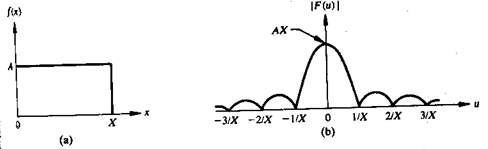 f(x)
A
0
X
x
(a)
|F(u)|
AX
-3/X -2/X -1/X 0 1/X 2/X 3/X
u
(b)